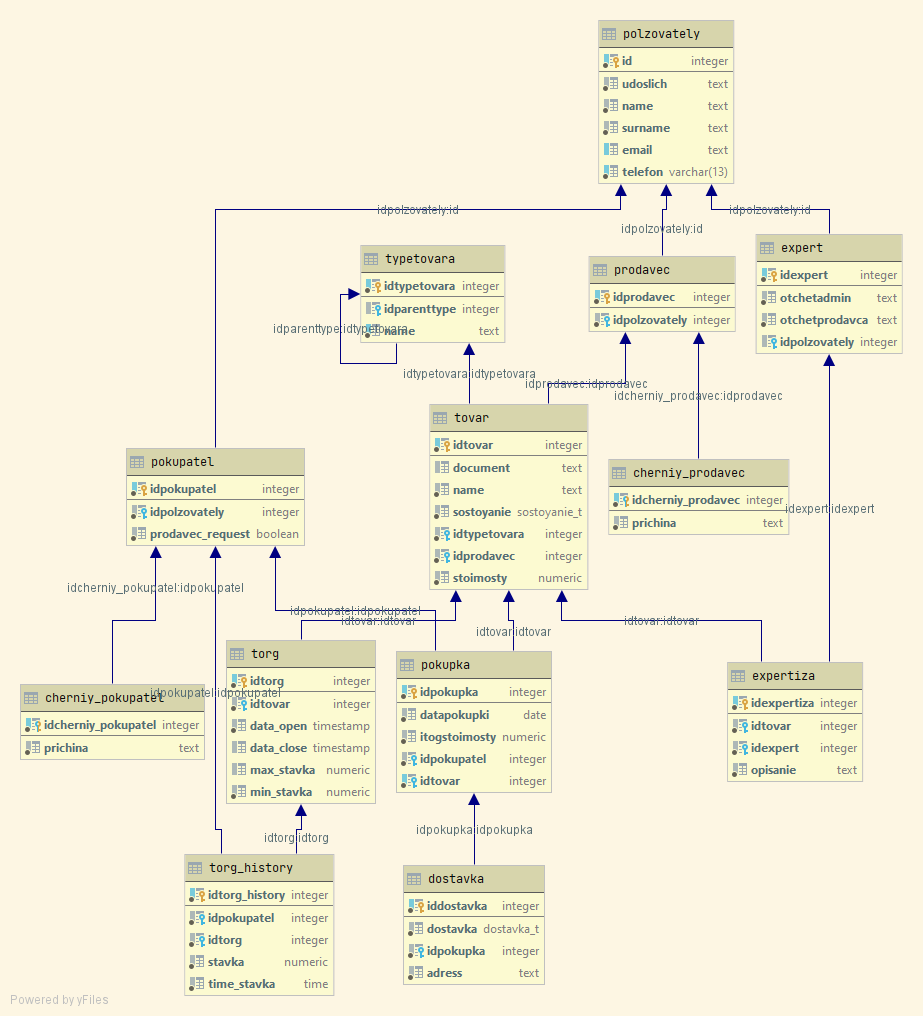 polzovately
id integer
udoslich text
name text
surname text
email text
telefon varchar(13)
idpolzovately:id
idpolzovately:id
idpolzovately:id
typetovara
idtypetovara integer
idparenttype integer
name text
idparenttype:idtypetovara
prodavec
idprodavec integer
idpolzovately integer
expert
idexpert integer
otchetadmin text
otchetprodavca text
idpolzovately integer
idtypetovara:idtypetovara
idprodavec:idprodavec
idcherniy_prodavec:idprodavec
tovar
idtovar integer
document text
name text
sostoyanie sostoyanie_t
idtypetovara integer
idprodavec integer
stoimosty numeric
pokupatel
idpokupatel integer
idpolzovately integer
prodavec_request boolean
cherniy_prodavec
idcherniy_prodavec integer
prichina text
idexpert:idexpert
idcherniy_pokupatel:idpokupatel
idpokupatel:idpokupatel
idtovar:idtovar
idtovar:idtovar
idtovar:idtovar
torg
idtorg integer
idtovar integer
data_open timestamp
data_close timestamp
max_stavka numeric
min_stavka numeric
pokupka
idpokupka integer
datapokupki date
itogstoimosty numeric
idpokupatel integer
idtovar integer
expertiza
idexpertiza integer
idtovar integer
idexpert integer
opisanie text
cherniy_pokupatel
idcherniy_pokupatel integer
prichina text
idpokupatel:idpokupatel
idtorg:idtorg
idpokupka:idpokupka
torg_history
idtorg_history integer
idpokupatel integer
idtorg integer
stavka numeric
time_stavka time
dostavka
iddostavka integer
dostavka dostavka_t
idpokupka integer
adress text
Powered by yFiles